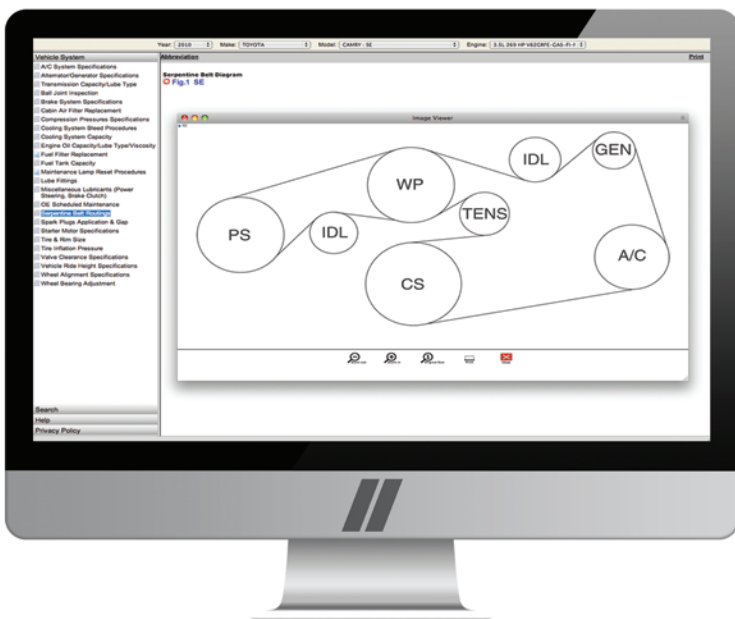 Year: 2010 Make: TOYOTA Model: CAMRY - SE Engine: 3.5L 269 HP V6
Vehicle System
Abbreviation
Print
A/C System Specifications
Alternator/Generator Specifications
Transmission Capacity/Lube Type
Ball Joint Inspection
Brake System Specifications
Cabin Air Filter Replacement
Compression Pressures Specifications
Cooling System Bleed Procedures
Cooling System Capacity
Engine Oil Capacity/Lube Type/Viscosity
Fuel Filter Replacement
Fuel Tank Capacity
Maintenance Lamp Reset Procedures
Lube Fittings
Miscellaneous Lubricants (Power
Steering, Brake Clutch)
OE Scheduled Maintenance
Serpentine Belt Routings
Spark Plugs Application & Gap
Starter Motor Specifications
Tire & Rim Size
Tire Inflation Pressure
Valve Clearance Specifications
Vehicle Ride Height Specifications
Wheel Alignment Specifications
Wheel Bearing Adjustment
Search
Help
Privacy Policy
Serpentine Belt Diagram
Fig.1 SE
Image Viewer
IDL
GEN
WP
TENS
PS
IDL
A/C
CS